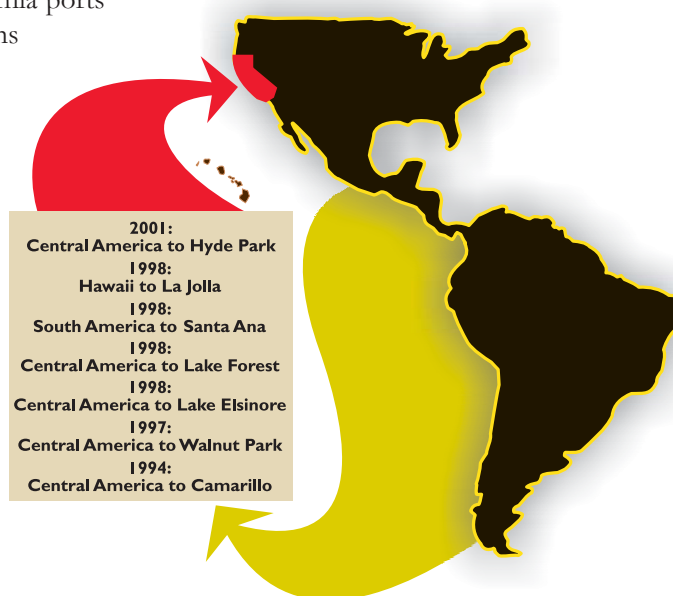 ports
2001:
Central America to Hyde Park
1998:
Hawaii to La Jolla
1998:
South America to Santa Ana
1998:
Central America to Lake Forest
1998:
Central America to Lake Elsinore
1997:
Central America to Walnut Park
1994:
Central America to Camarillo